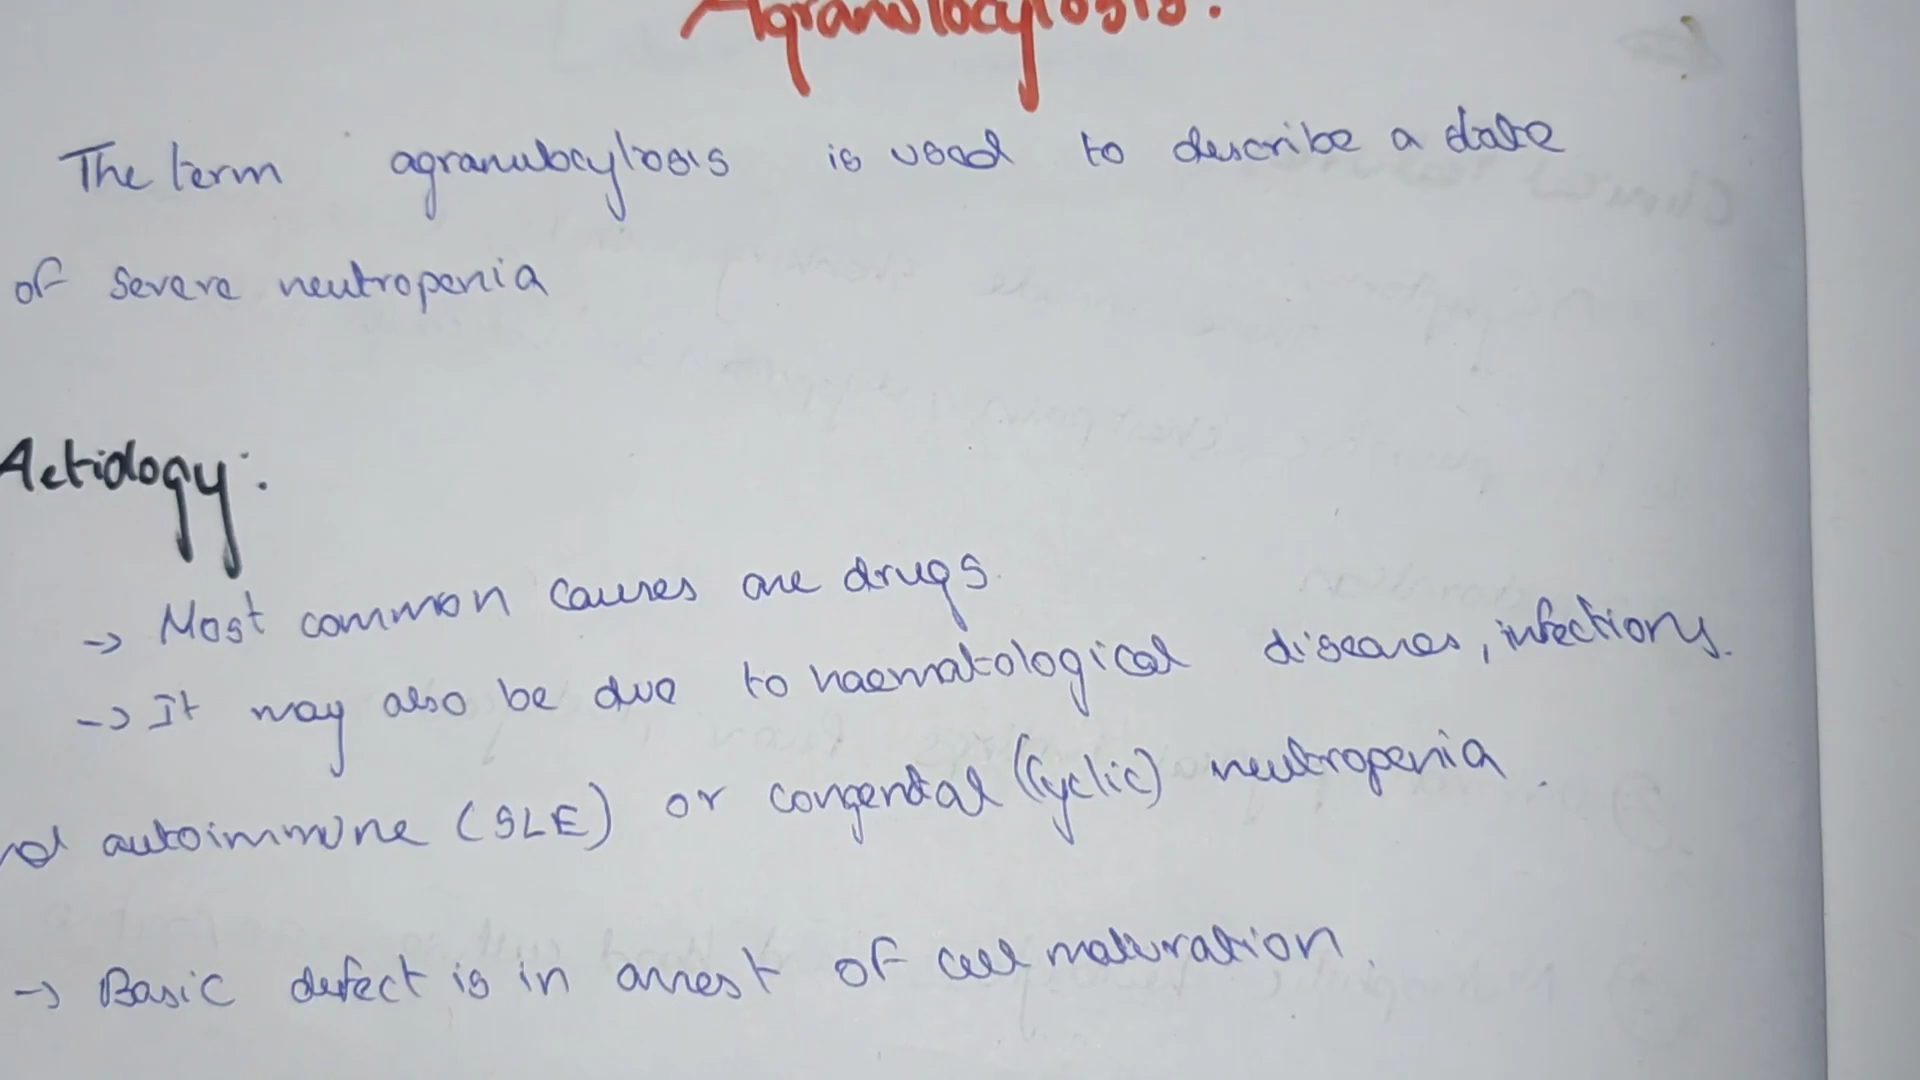 Agranulocytosis.
The term agranulocytosis is used to describe a state
of severe neutropenia
Aetiology:
→ Most common causes are drugs.
→ It may also be due to haematological diseases, infections.
autoimmune (SLE) or congenital (Cyclic) neutropenia.
→ Basic defect is in arrest of cell maturation.